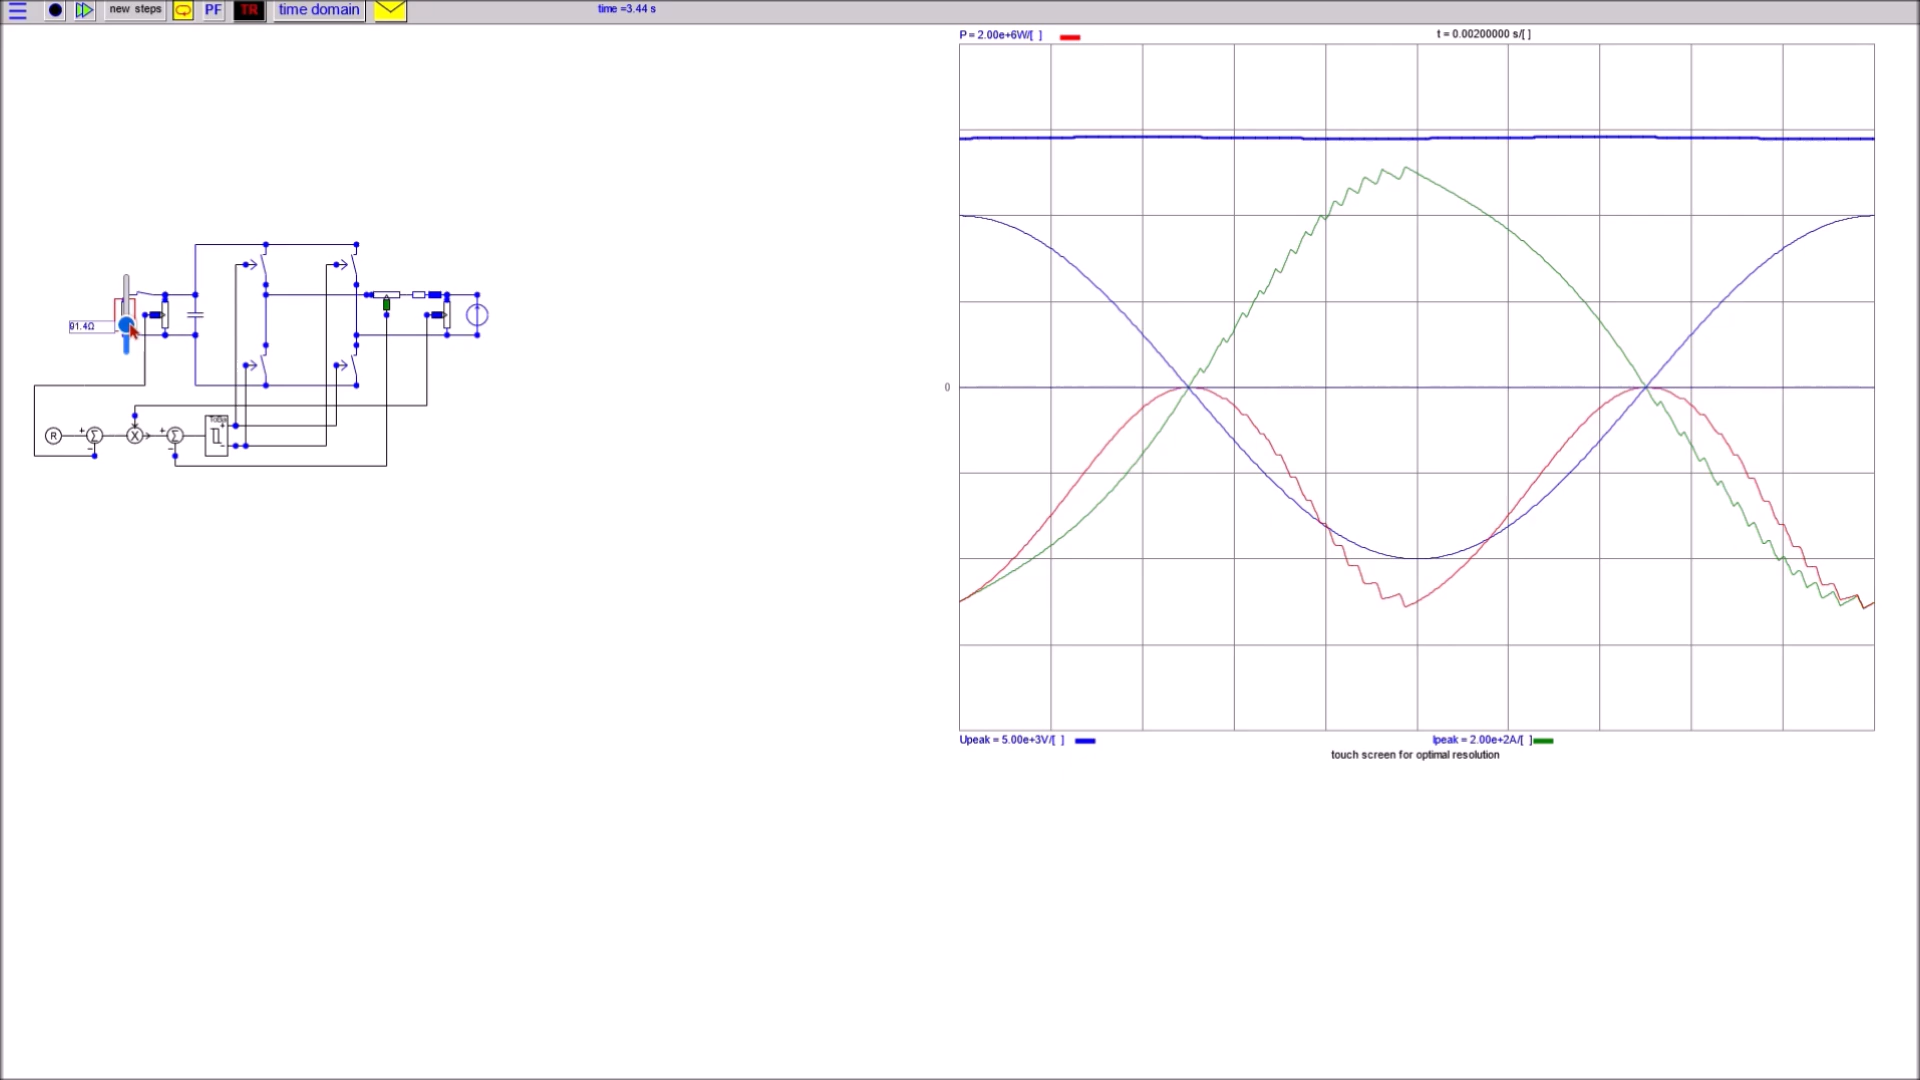 new steps PF TR time domain time =3.44 s
P = 2.00e+6W/[ ] t = 0.00200000 s/[ ]
91.4Ω
0
R + Σ X + Σ
- -
Upeak = 5.00e+3V/[ ] Ipeak = 2.00e+2A/[ ]
touch screen for optimal resolution